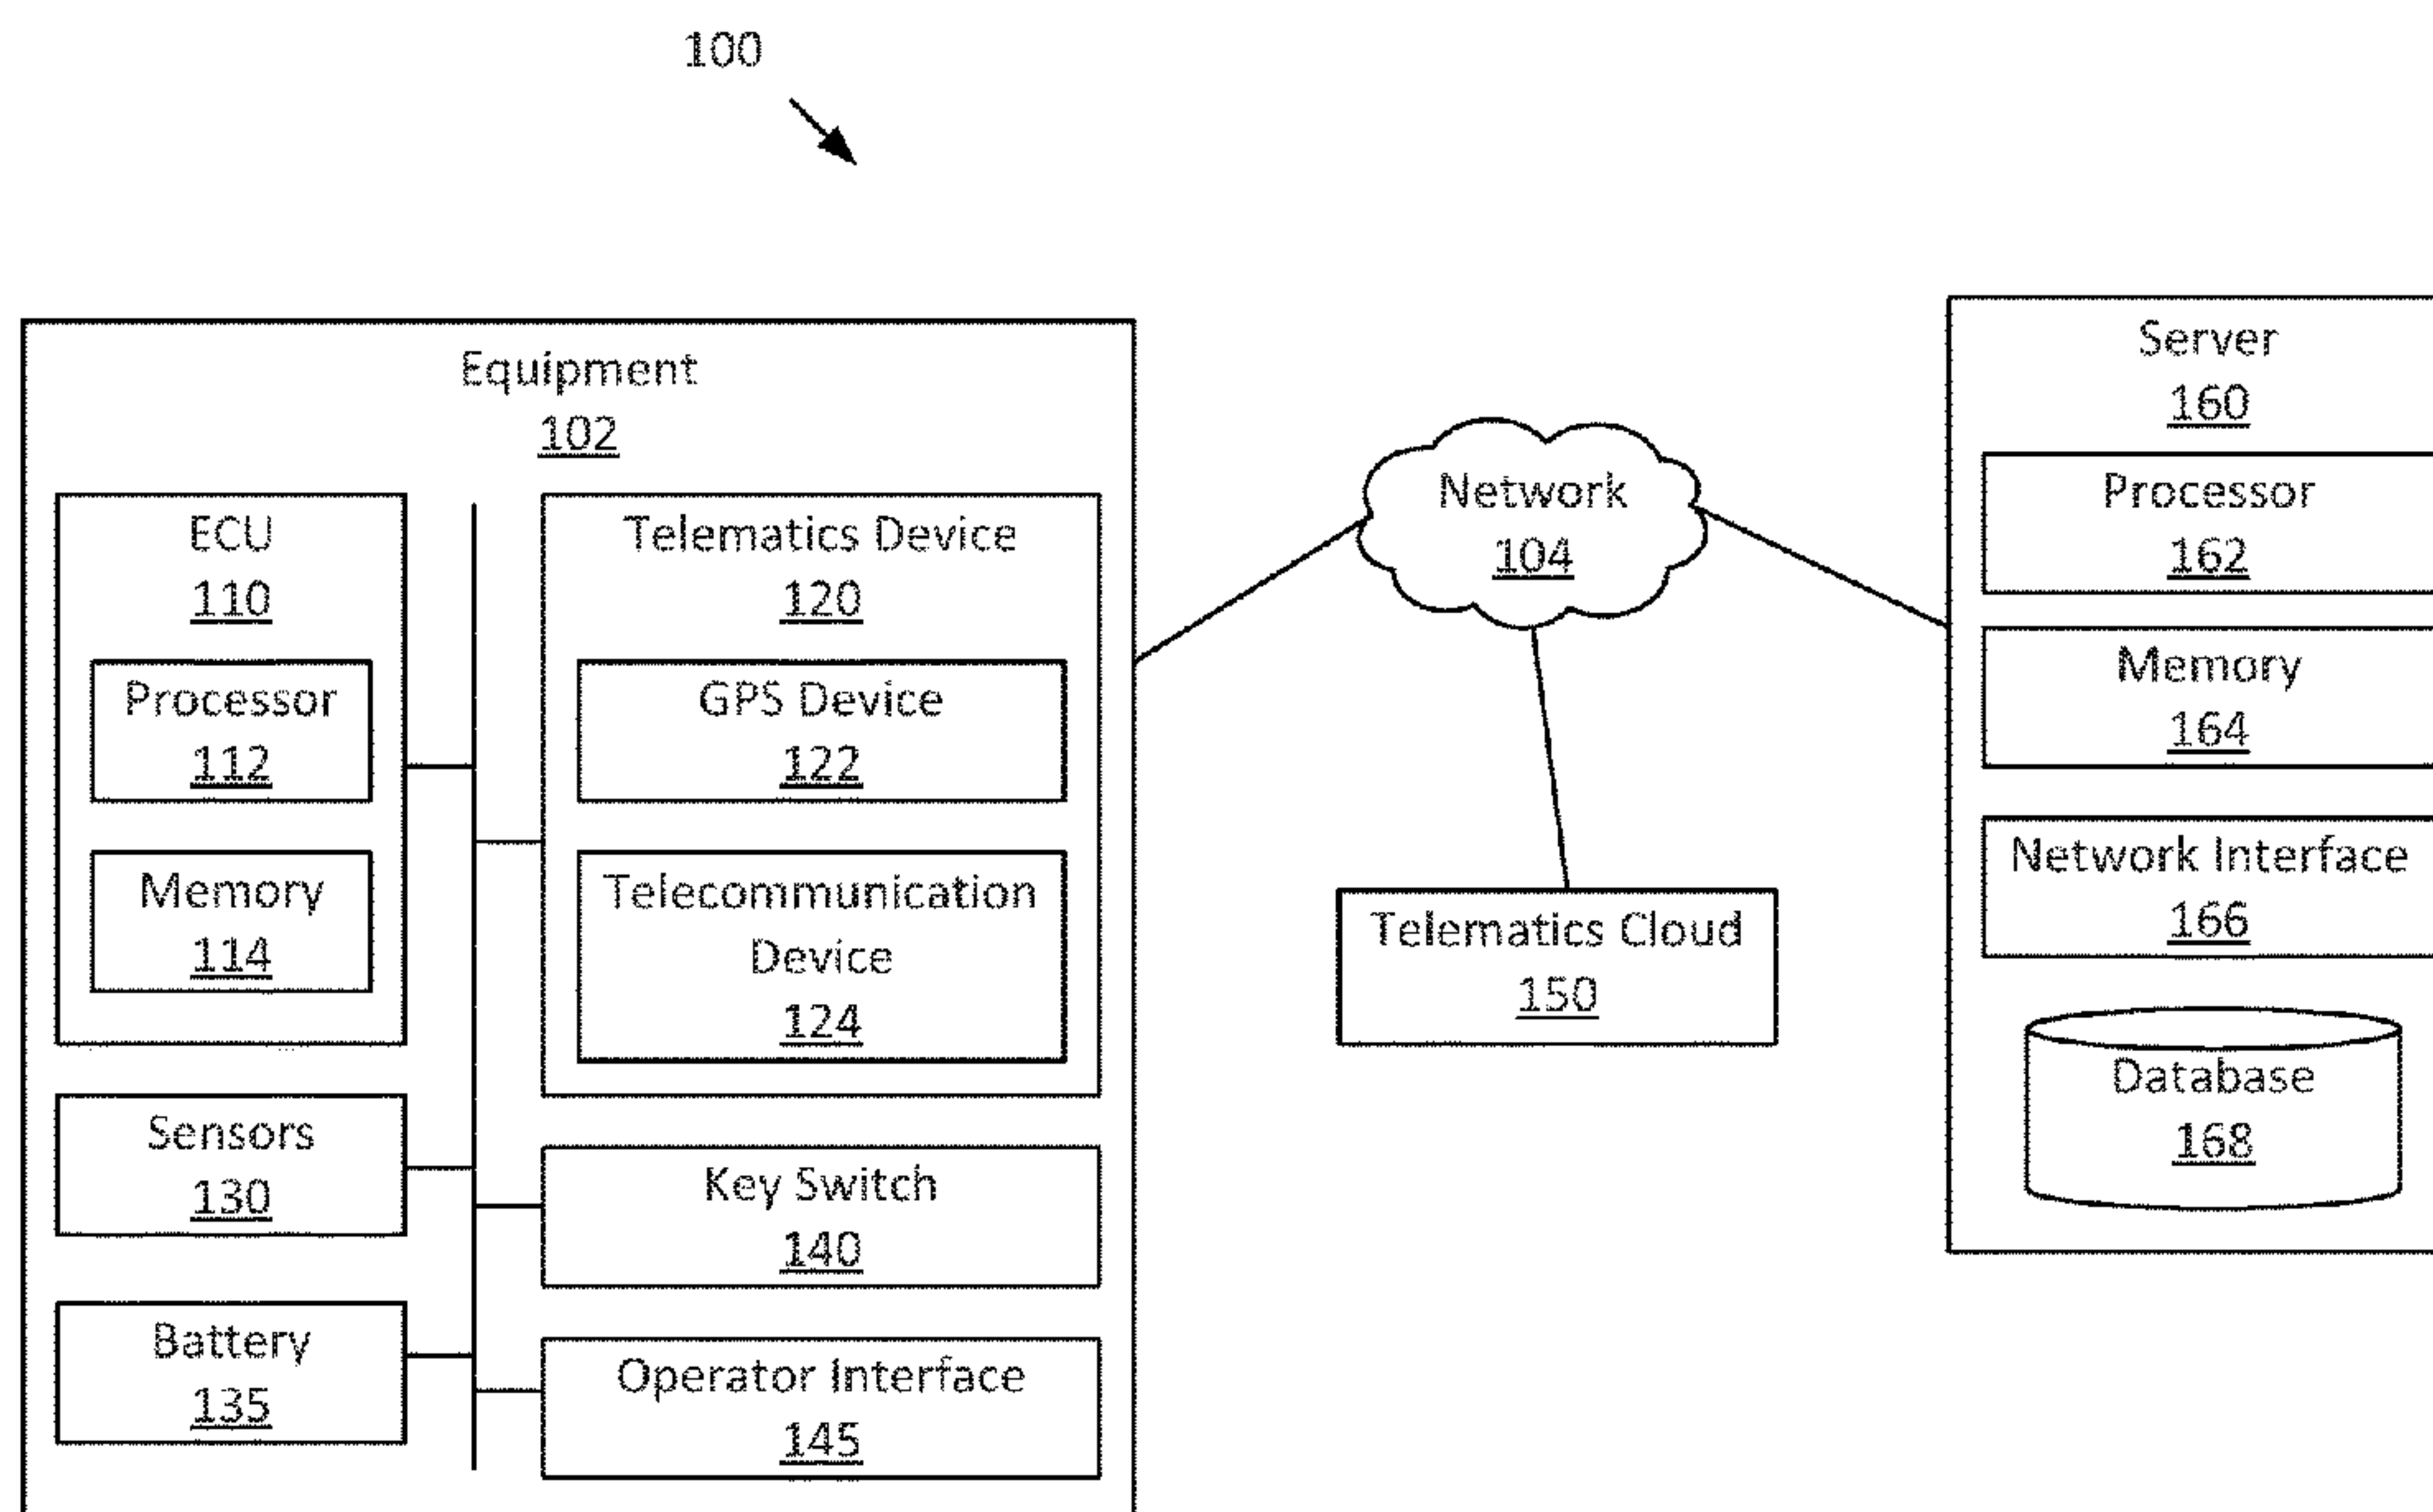 100
Equipment
102
ECU
110
Processor
112
Memory
114
Sensors
130
Battery
135
Telematics Device
120
GPS Device
122
Telecommunication
Device
124
Key Switch
140
Operator Interface
145
Network
104
Telematics Cloud
150
Server
160
Processor
162
Memory
164
Network Interface
166
Database
168